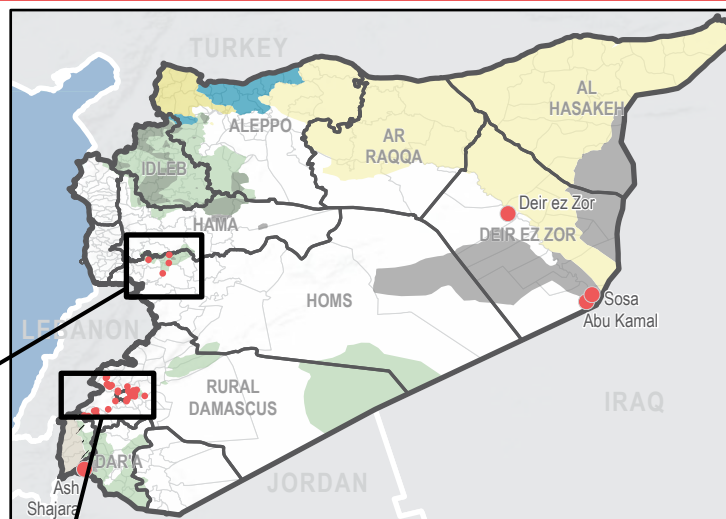 TURKEY
AL
HASAKEH
ALEPPO
AR
RAQQA
IDLEB
Deir ez Zor
HAMA
DEIR EZ ZOR
HOMS
Sosa
Abu Kamal
LEBANON
RURAL
DAMASCUS
IRAQ
DAR'A
JORDAN
Ash
Shajara